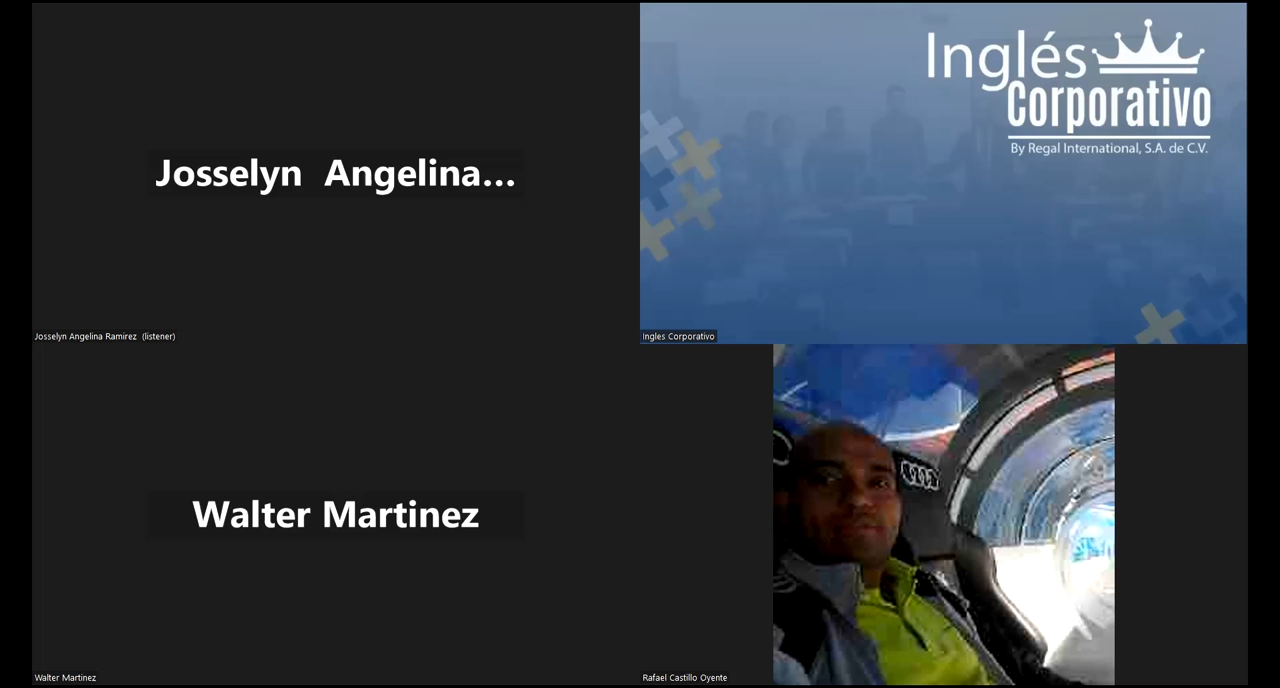 Josselyn  Angelina...
Josselyn Angelina Ramirez  (listener)
Inglés
Corporativo
By Regal International, S.A. de C.V.
Ingles Corporativo
Walter Martinez
Walter Martinez
Rafael Castillo Oyente